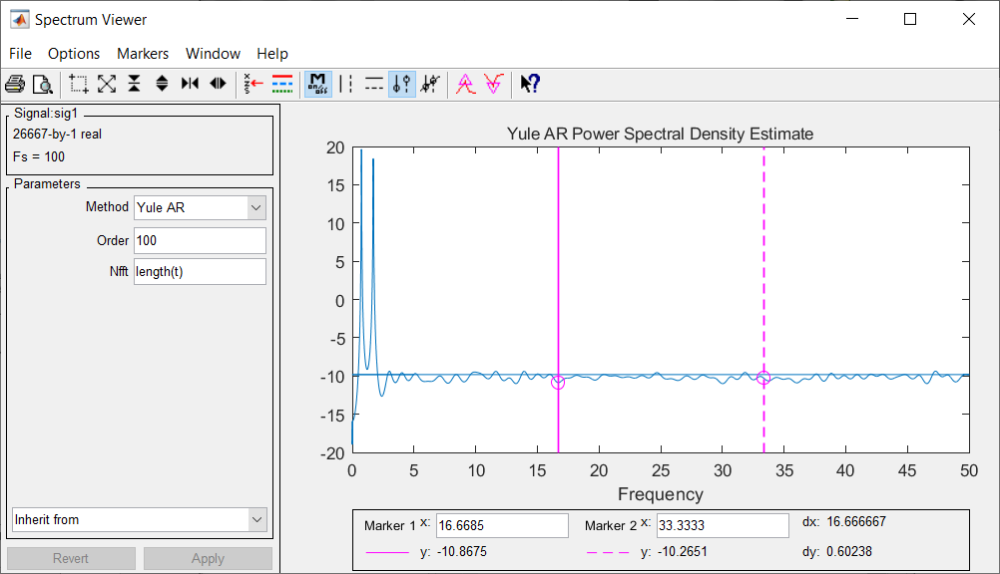 Spectrum Viewer
File Options Markers Window Help
M
on/off
Signal:sig1
26667-by-1 real
Fs = 100
Parameters
Method Yule AR
Order 100
Nfft length(t)
Inherit from
Revert Apply
Yule AR Power Spectral Density Estimate
20
15
10
5
0
-5
-10
-15
-20
0 5 10 15 20 25 30 35 40 45 50
Frequency
Marker 1 x: 16.6685 Marker 2 x: 33.3333 dx: 16.666667
y: -10.8675 y: -10.2651 dy: 0.60238